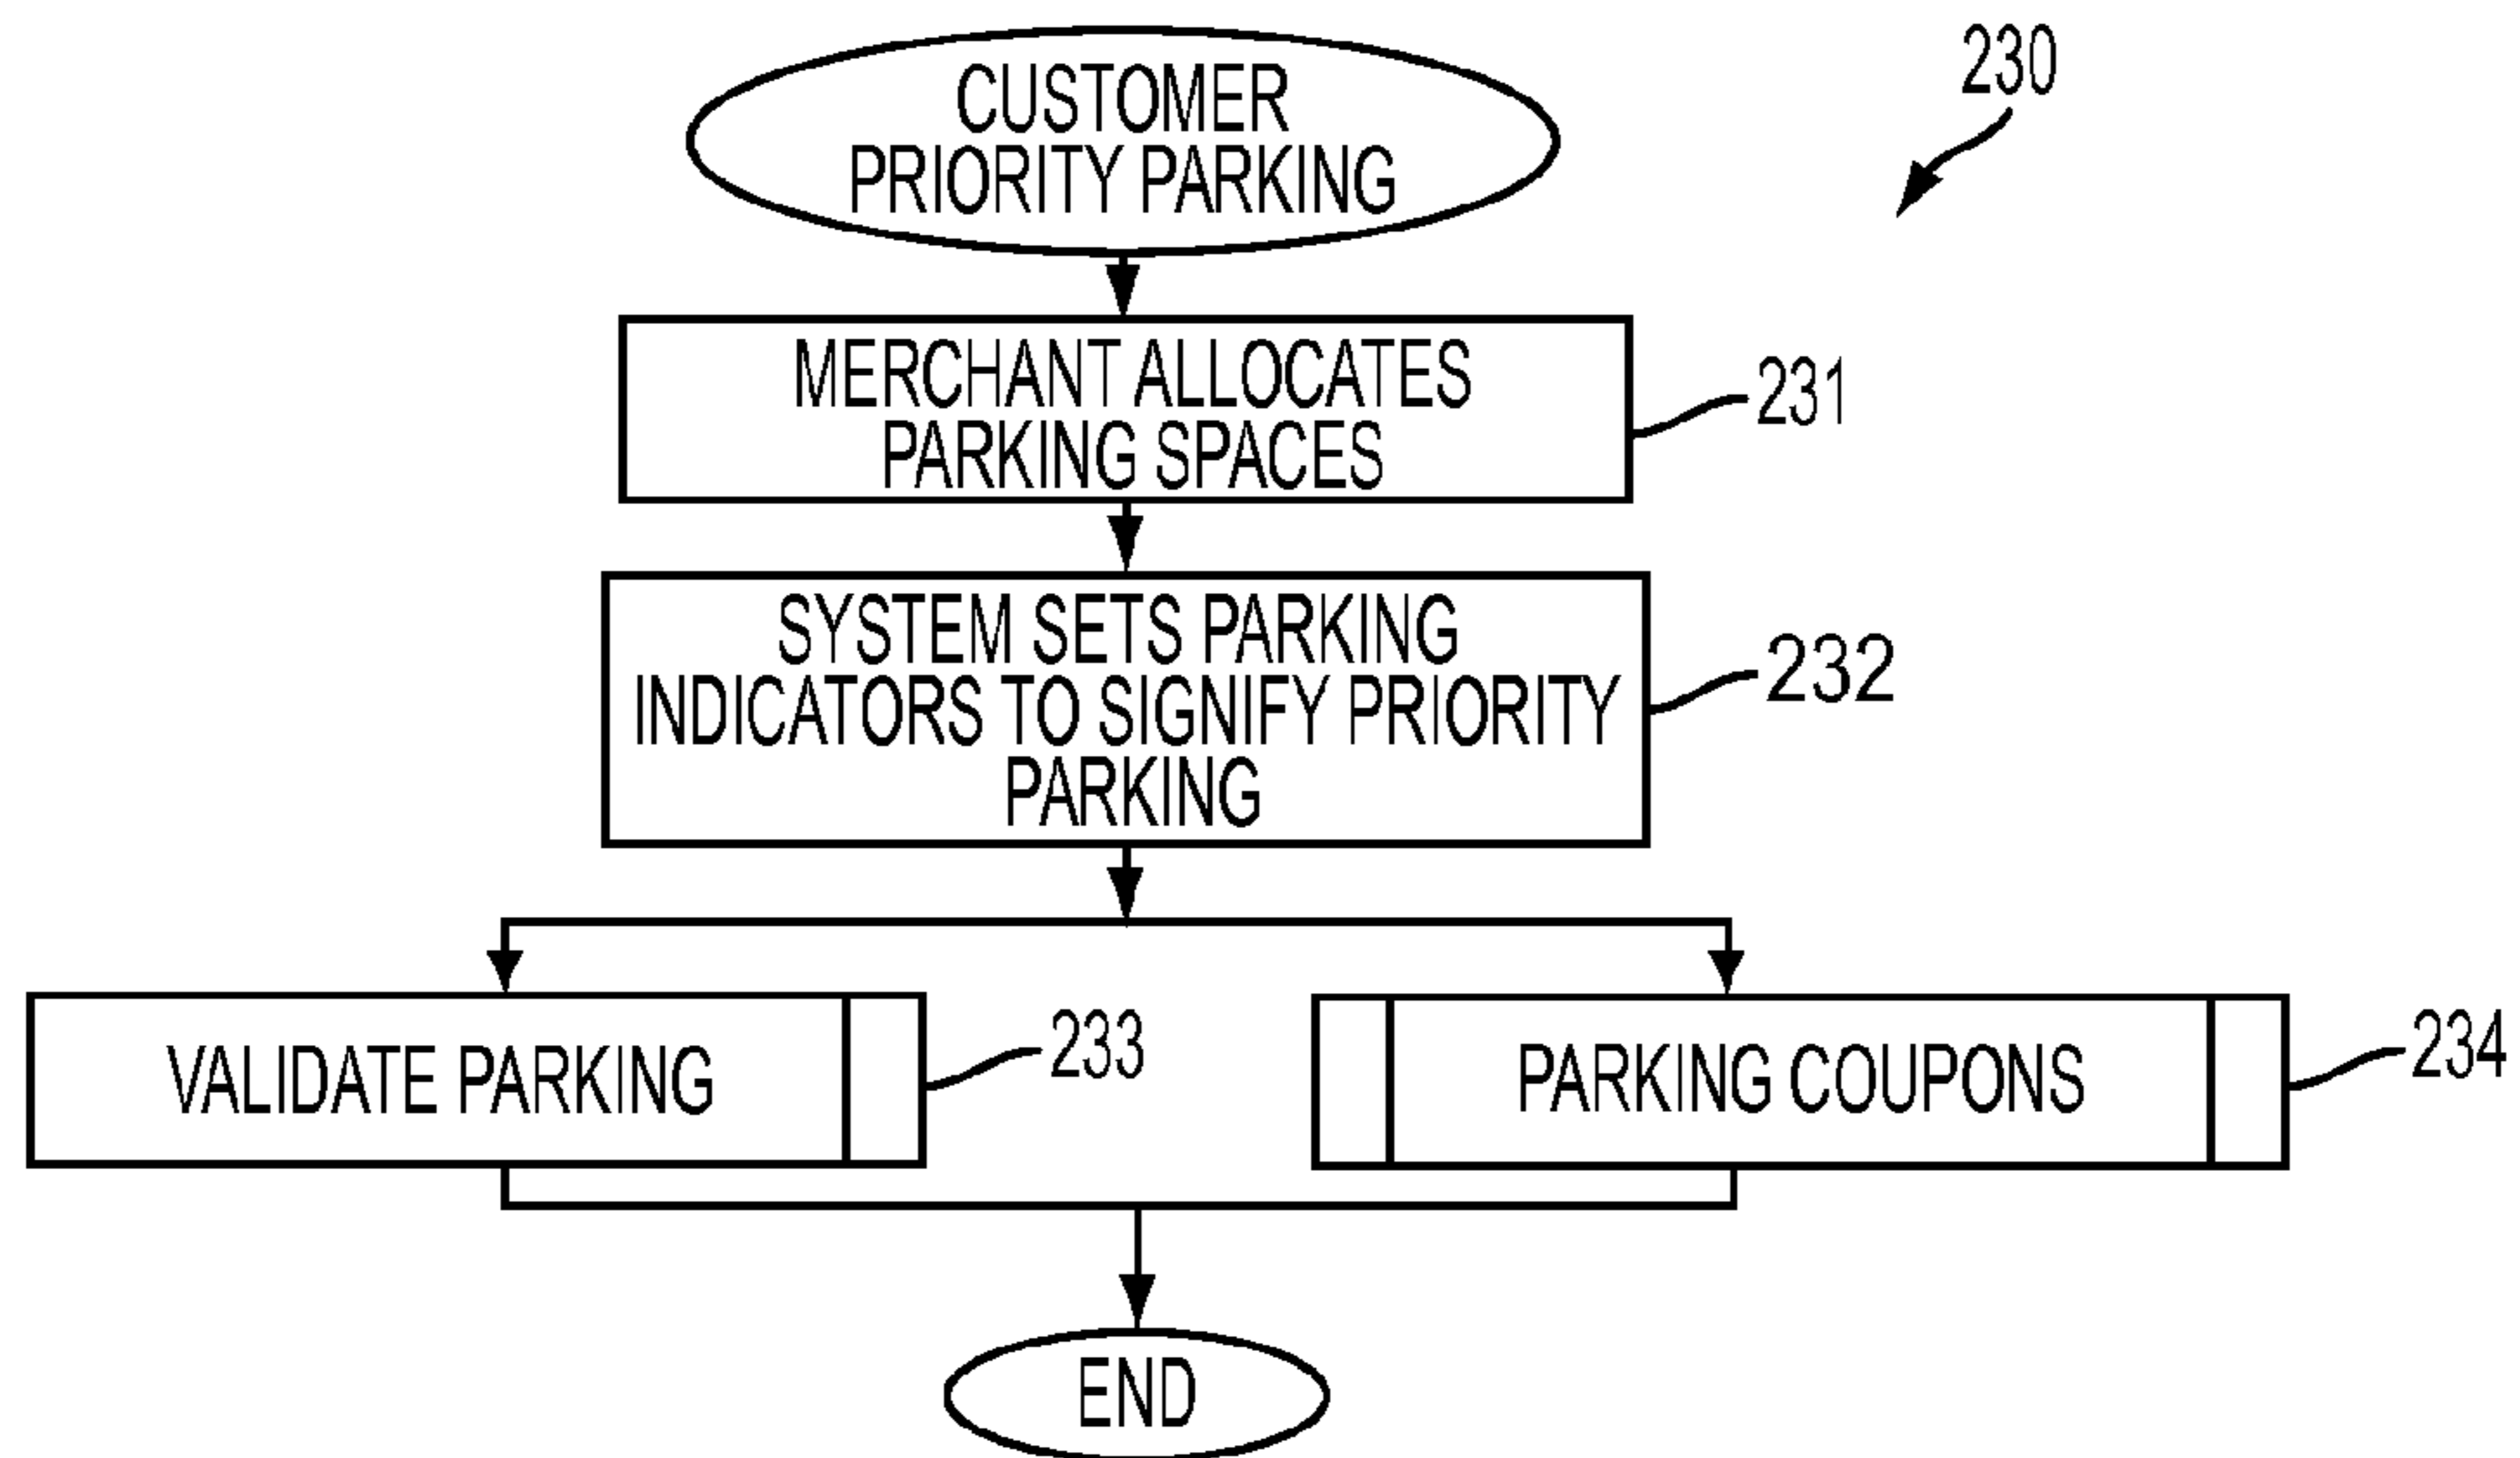 CUSTOMER
PRIORITY PARKING
230
MERCHANT ALLOCATES
PARKING SPACES
231
SYSTEM SETS PARKING
INDICATORS TO SIGNIFY PRIORITY
PARKING
232
VALIDATE PARKING
233
PARKING COUPONS
234
END